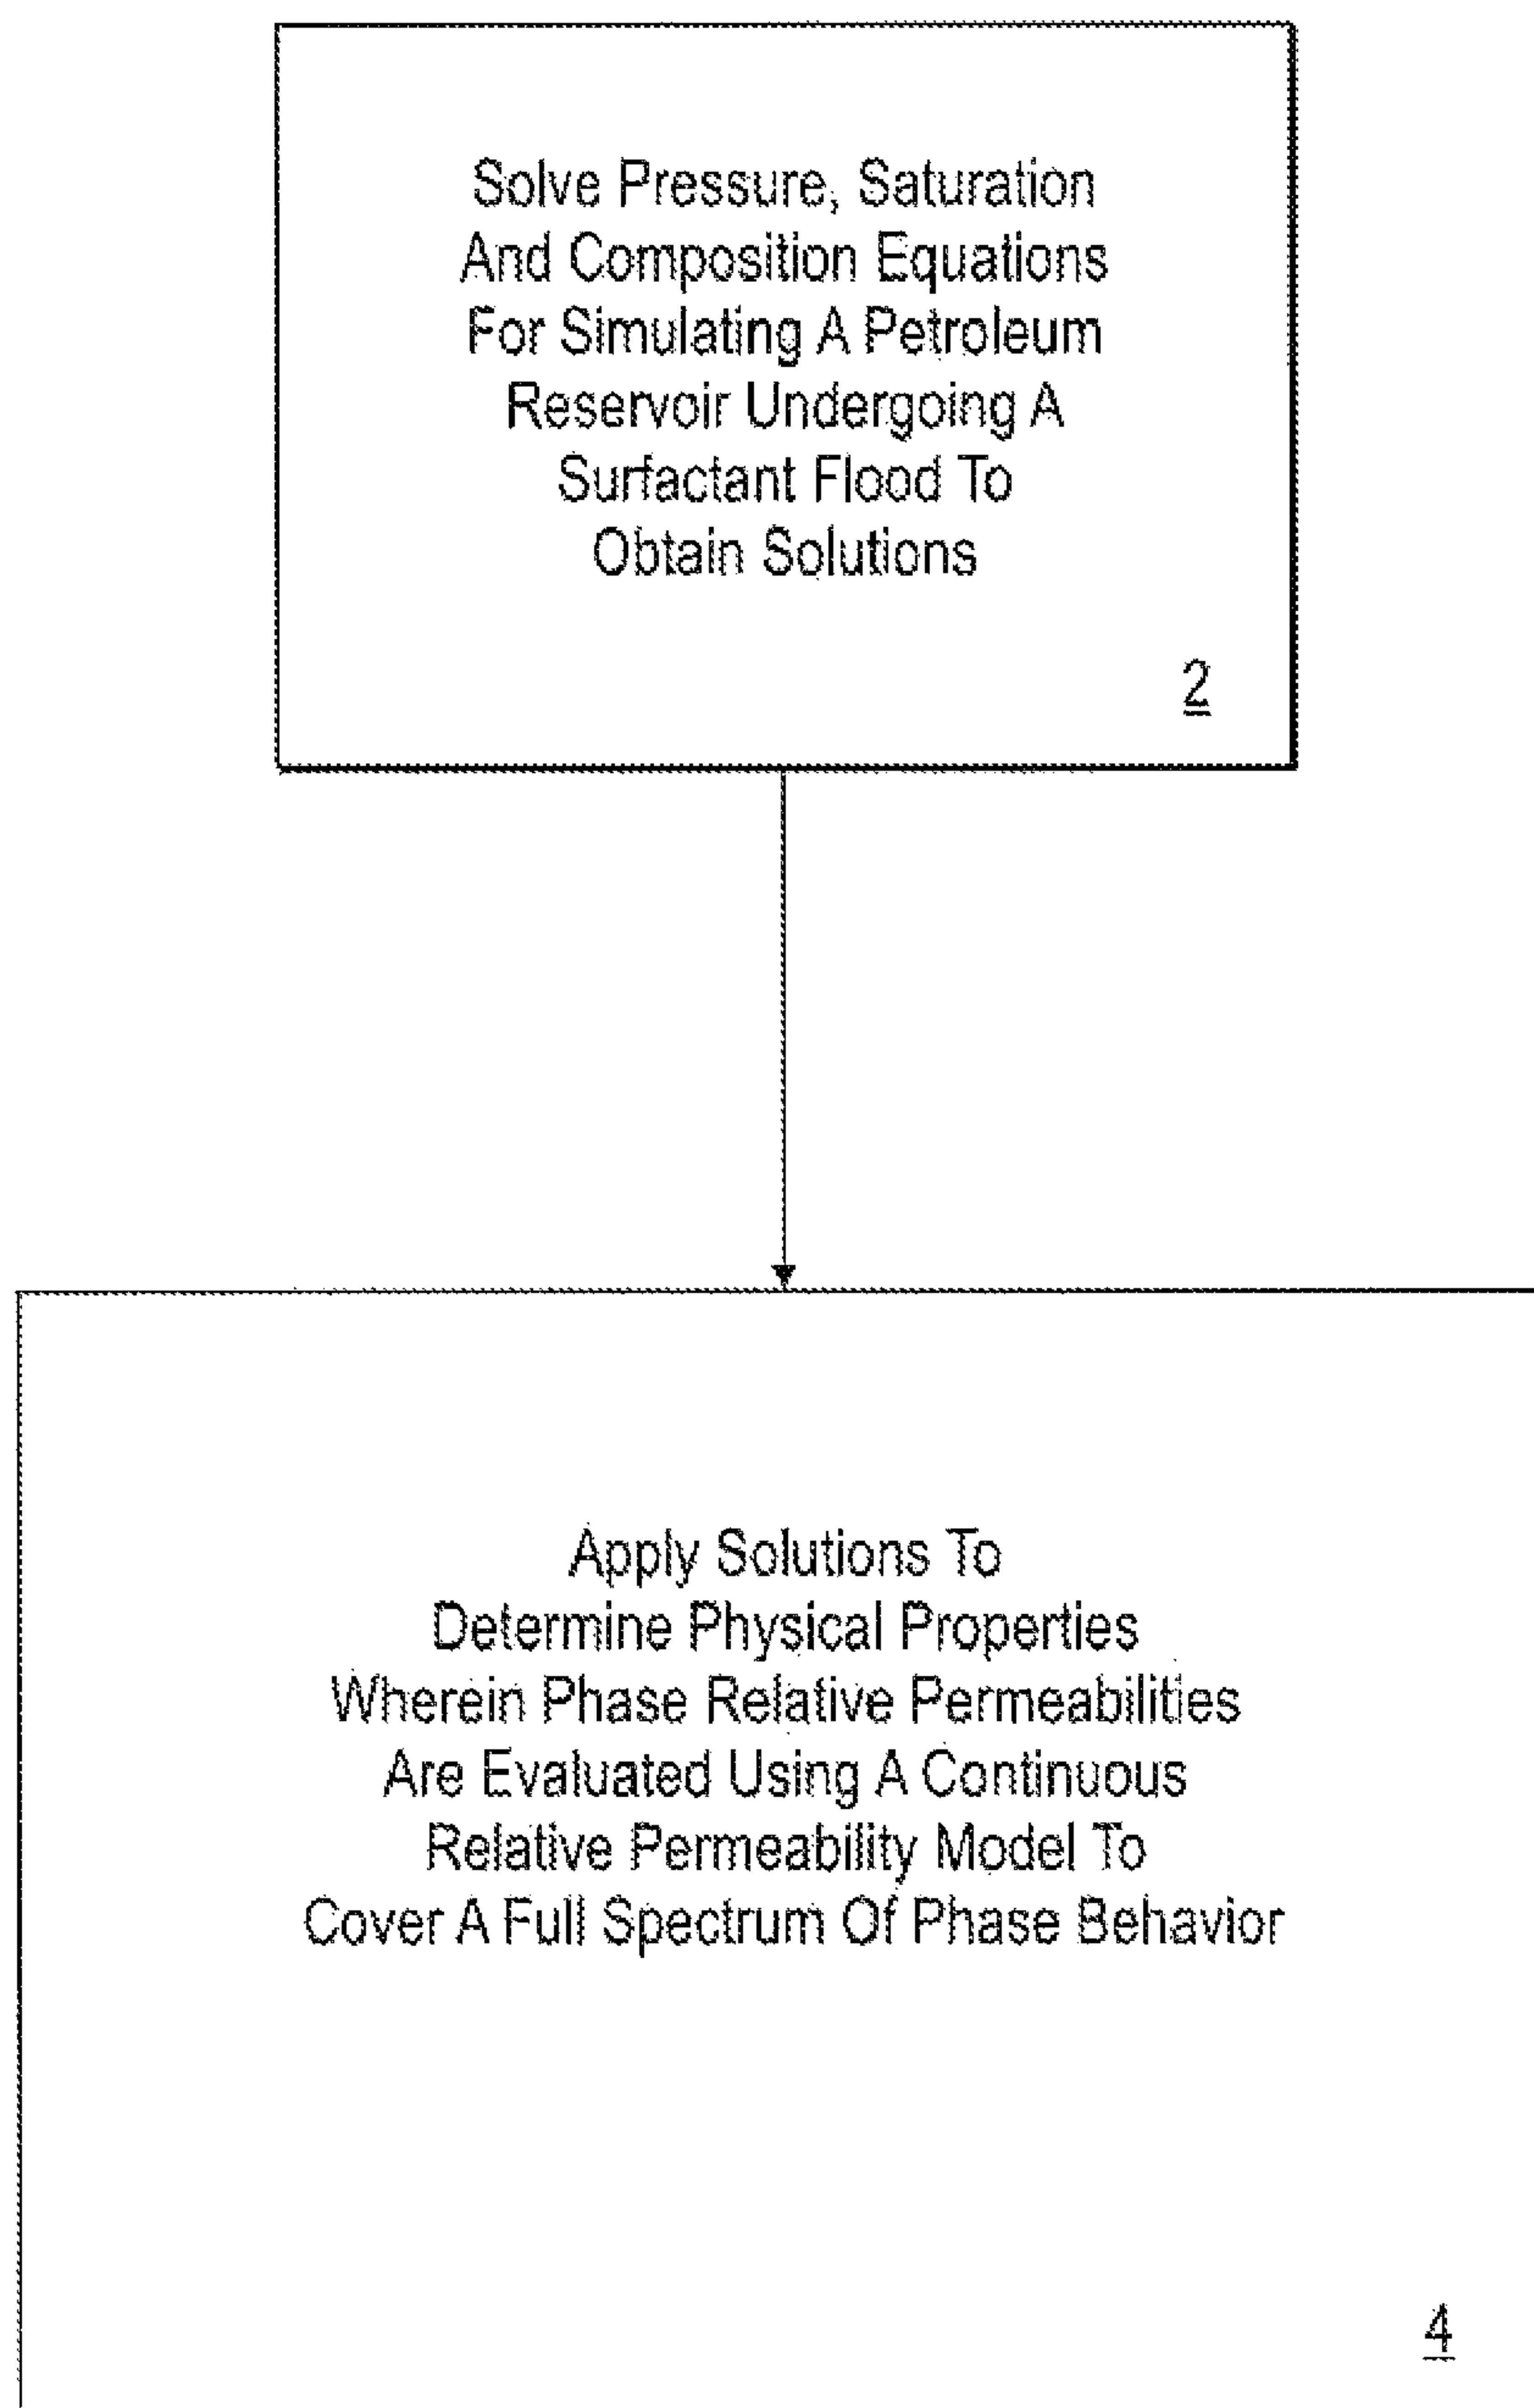 Solve Pressure, Saturation
And Composition Equations
For Simulating A Petroleum
Reservoir Undergoing A
Surfactant Flood To
Obtain Solutions
2
Apply Solutions To
Determine Physical Properties
Wherein Phase Relative Permeabilities
Are Evaluated Using A Continuous
Relative Permeability Model To
Cover A Full Spectrum Of Phase Behavior
4